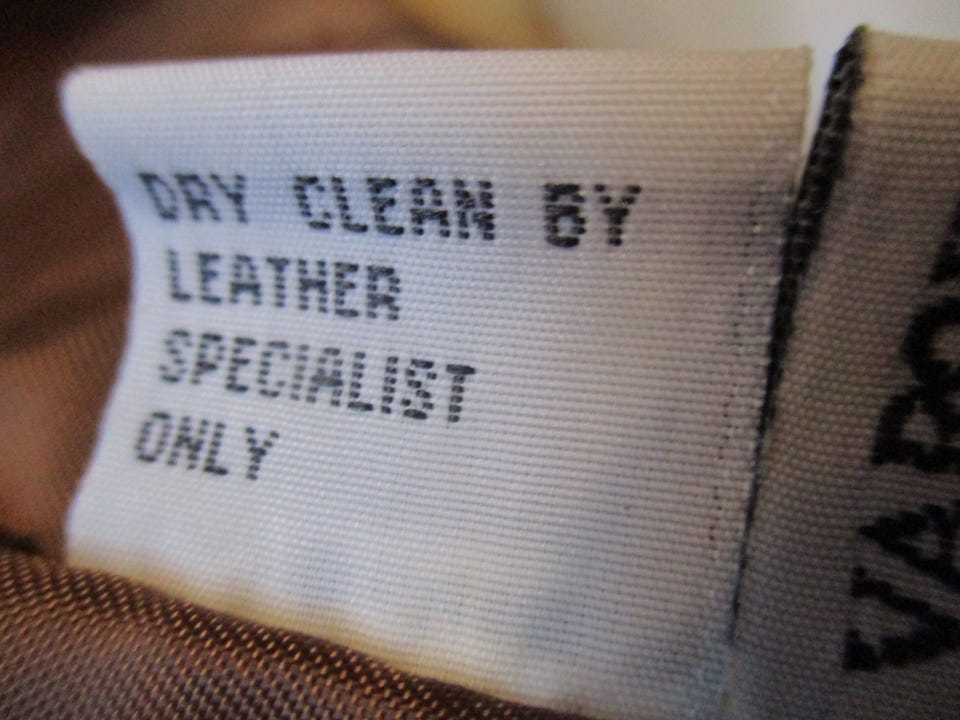 DRY CLEAN BY
LEATHER
SPECIALIST
ONLY